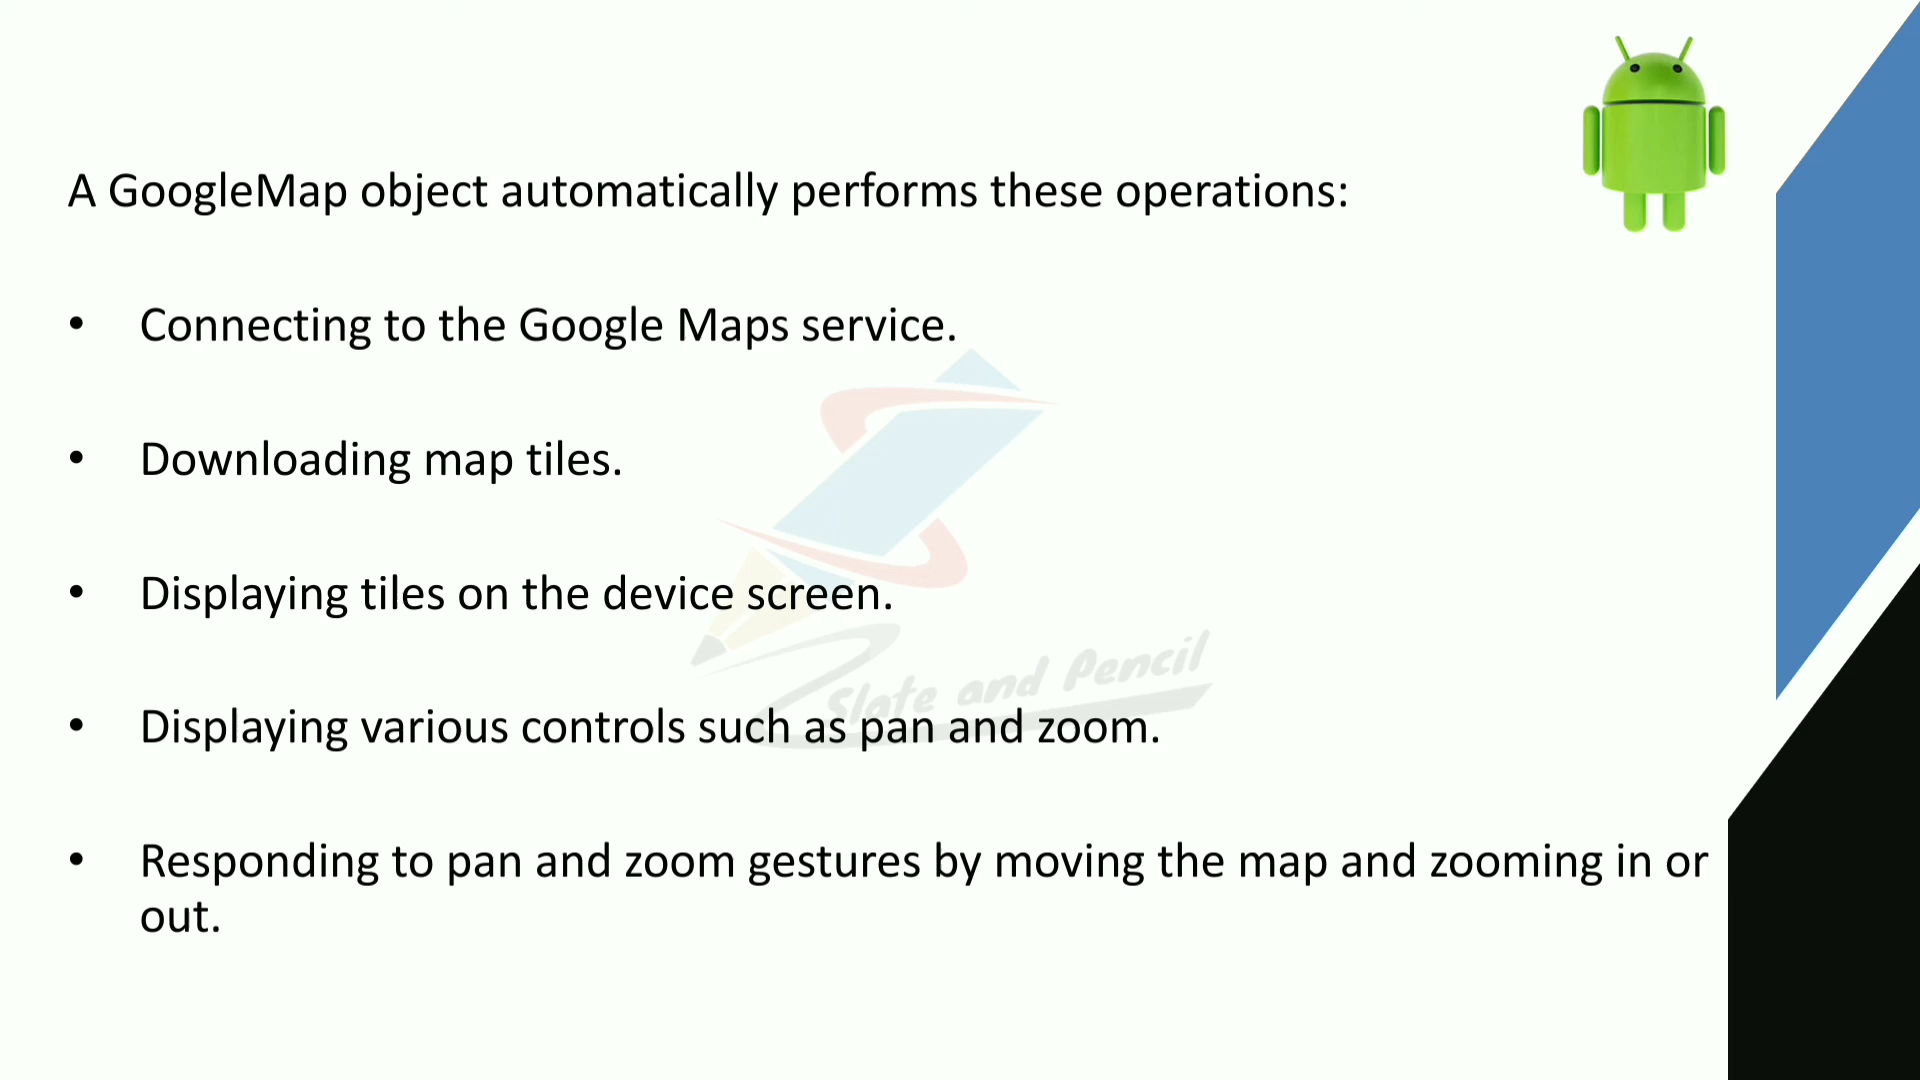 A GoogleMap object automatically performs these operations:
• Connecting to the Google Maps service.
• Downloading map tiles.
• Displaying tiles on the device screen.
Slate and Pencil
• Displaying various controls such as pan and zoom.
• Responding to pan and zoom gestures by moving the map and zooming in or
out.